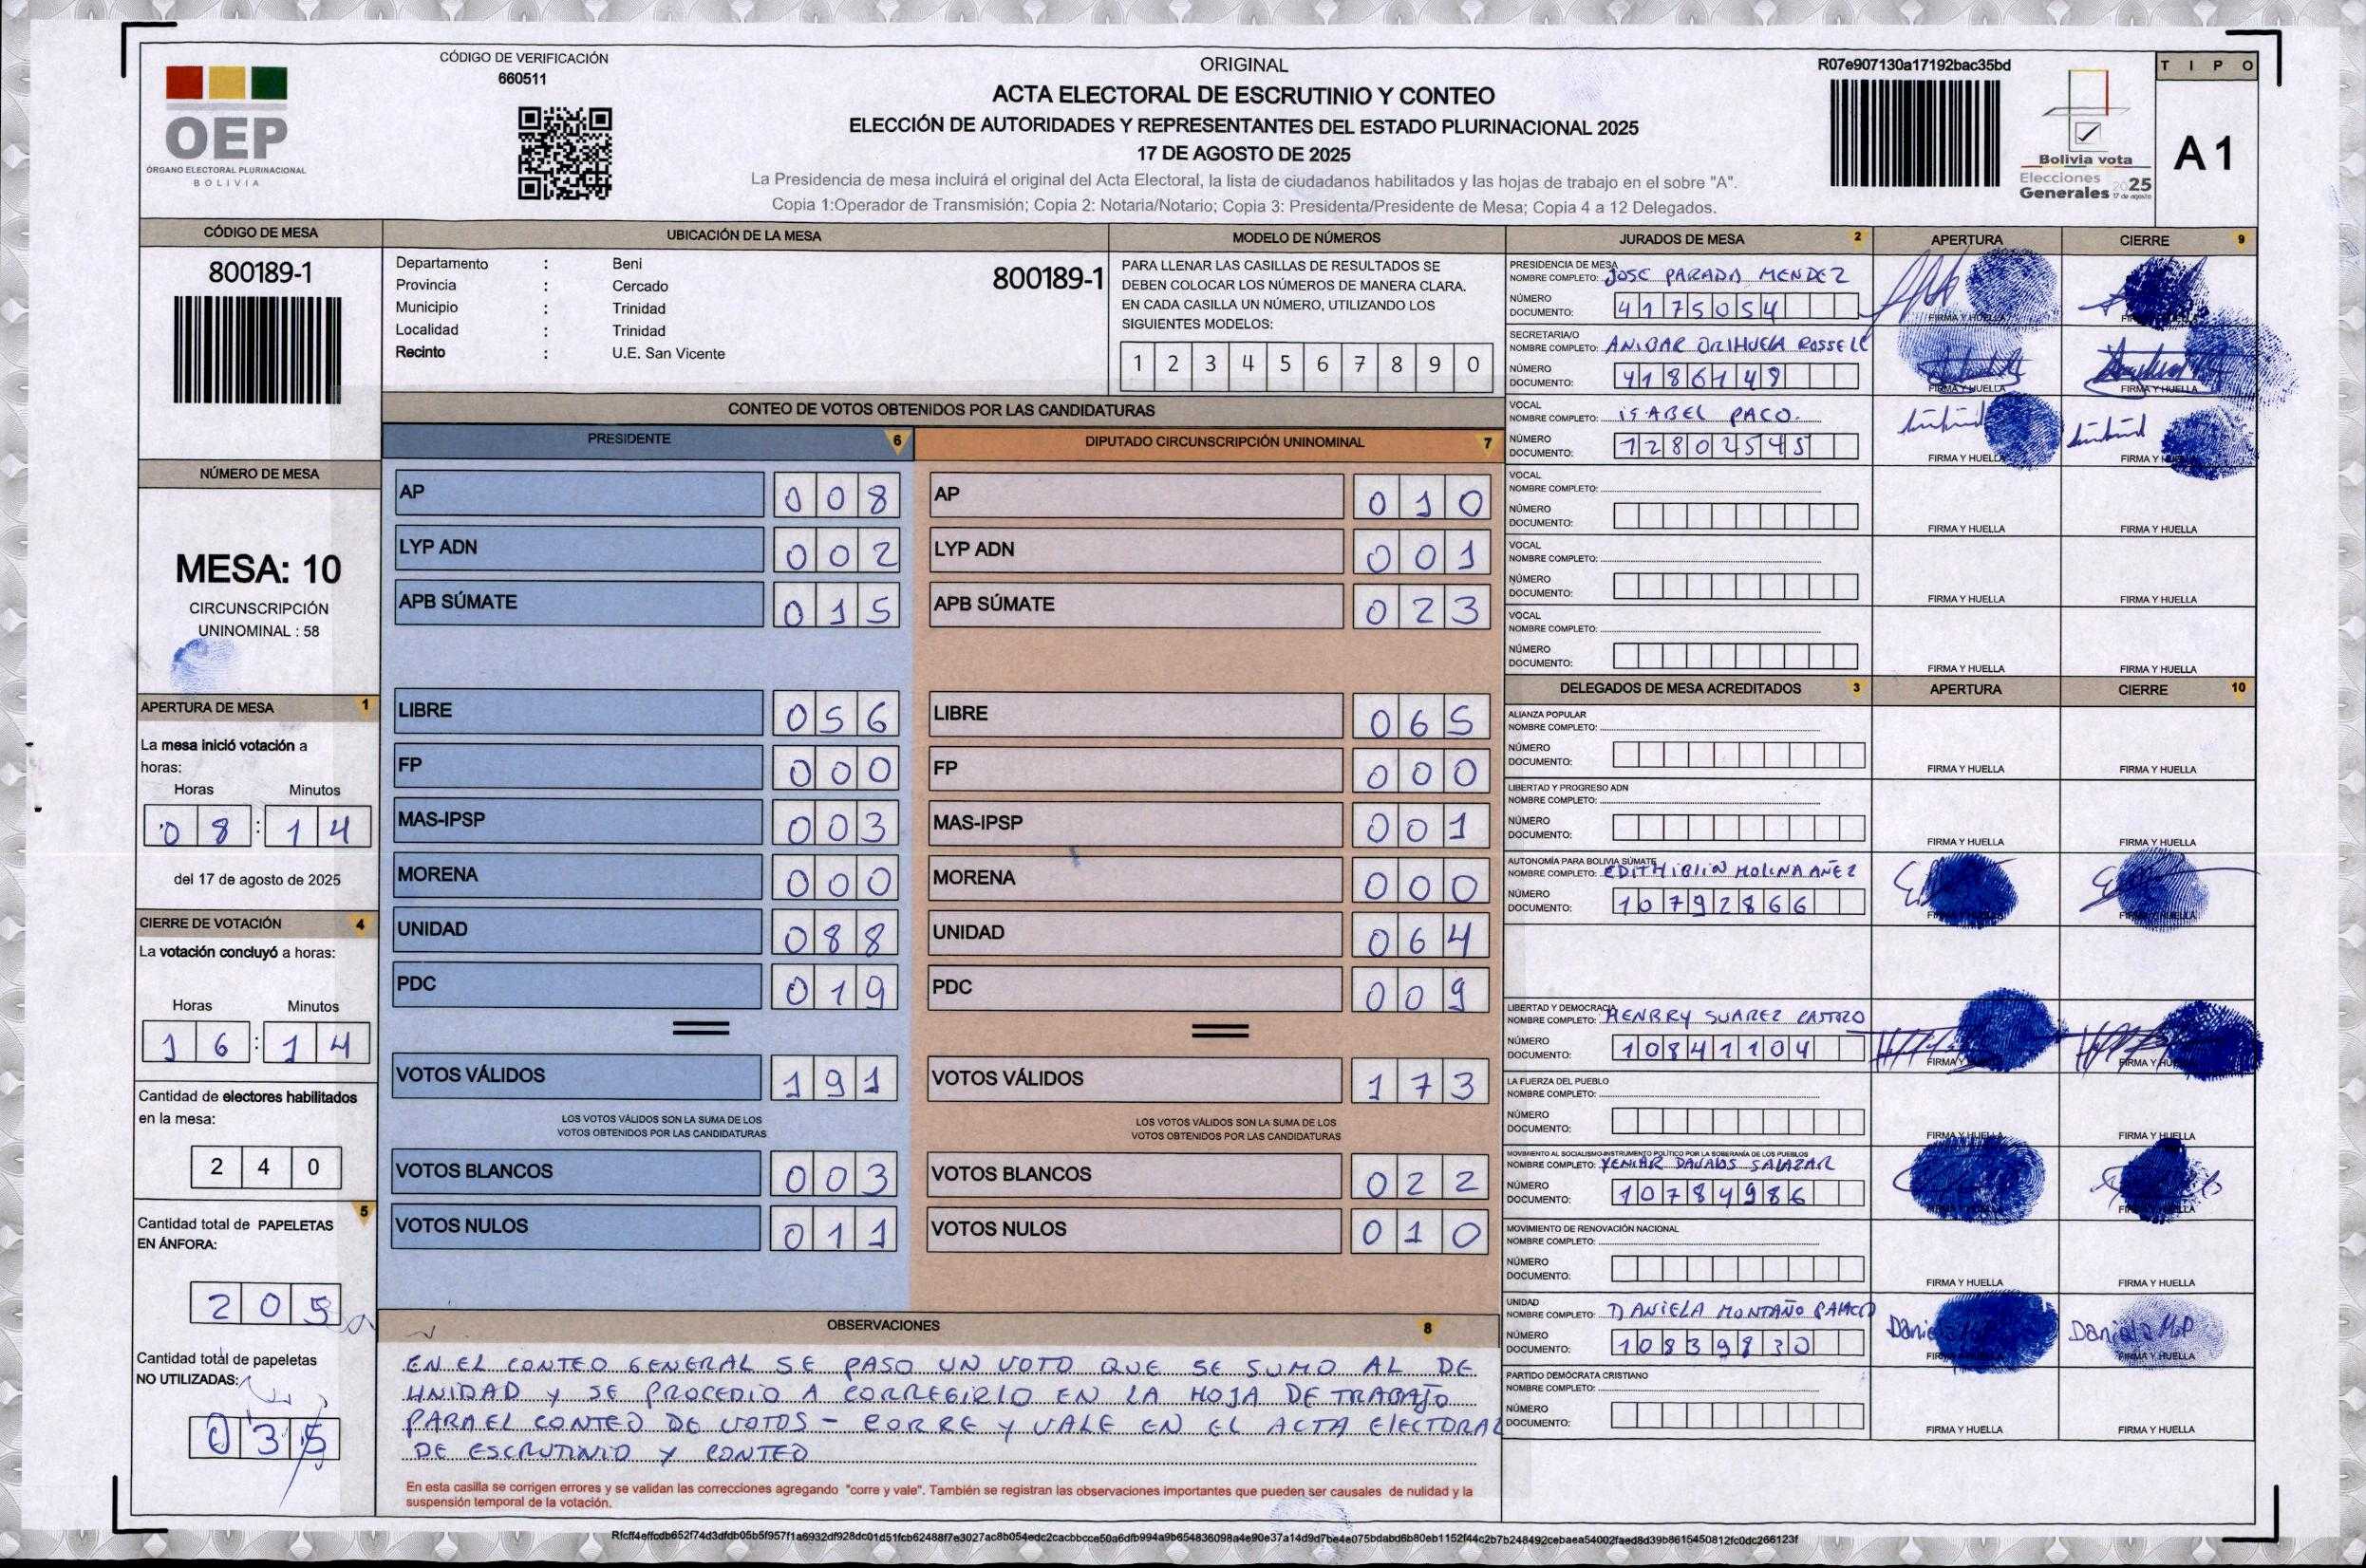 CÓDIGO DE VERIFICACIÓN
660511
OEP
ÓRGANO ELECTORAL PLURINACIONAL
BOLIVIA
ORIGINAL
ACTA ELECTORAL DE ESCRUTINIO Y CONTEO
ELECCIÓN DE AUTORIDADES Y REPRESENTANTES DEL ESTADO PLURINACIONAL 2025
17 DE AGOSTO DE 2025
La Presidencia de mesa incluirá el original del Acta Electoral, la lista de ciudadanos habilitados y las hojas de trabajo en el sobre "A".
Copia 1:Operador de Transmisión; Copia 2: Notaria/Notario; Copia 3: Presidenta/Presidente de Mesa; Copia 4 a 12 Delegados.
R07e907130a17192bac35bd
Bolivia vota
Elecciones
Generales 2025
17 de agosto
TIPO
A1
CÓDIGO DE MESA
800189-1
UBICACIÓN DE LA MESA
Departamento : Beni
Provincia : Cercado
Municipio : Trinidad
Localidad : Trinidad
Recinto : U.E. San Vicente
800189-1
MODELO DE NÚMEROS
PARA LLENAR LAS CASILLAS DE RESULTADOS SE
DEBEN COLOCAR LOS NÚMEROS DE MANERA CLARA.
EN CADA CASILLA UN NÚMERO, UTILIZANDO LOS
SIGUIENTES MODELOS:
1 2 3 4 5 6 7 8 9 0
NÚMERO DE MESA
MESA: 10
CIRCUNSCRIPCIÓN
UNINOMINAL : 58
APERTURA DE MESA 1
La mesa inició votación a
horas:
Horas Minutos
08:14
del 17 de agosto de 2025
CIERRE DE VOTACIÓN 4
La votación concluyó a horas:
Horas Minutos
16:14
Cantidad de electores habilitados
en la mesa:
240
5
Cantidad total de PAPELETAS
EN ÁNFORA:
205
Cantidad total de papeletas
NO UTILIZADAS:
035
CONTEO DE VOTOS OBTENIDOS POR LAS CANDIDATURAS
PRESIDENTE 6
AP 008
LYP ADN 002
APB SÚMATE 015
LIBRE 056
FP 000
MAS-IPSP 003
MORENA 000
UNIDAD 088
PDC 019
VOTOS VÁLIDOS 191
LOS VOTOS VÁLIDOS SON LA SUMA DE LOS
VOTOS OBTENIDOS POR LAS CANDIDATURAS
VOTOS BLANCOS 003
VOTOS NULOS 011
DIPUTADO CIRCUNSCRIPCIÓN UNINOMINAL 7
AP 010
LYP ADN 001
APB SÚMATE 023
LIBRE 065
FP 000
MAS-IPSP 001
MORENA 000
UNIDAD 064
PDC 009
VOTOS VÁLIDOS 173
LOS VOTOS VÁLIDOS SON LA SUMA DE LOS
VOTOS OBTENIDOS POR LAS CANDIDATURAS
VOTOS BLANCOS 022
VOTOS NULOS 010
OBSERVACIONES 8
EN EL CONTEO GENERAL SE PASO UN VOTO QUE SE SUMO AL DE
UNIDAD Y SE PROCEDIO A CORREGIRLO EN LA HOJA DE TRABAJO
PARA EL CONTEO DE VOTOS - CORRE Y VALE EN EL ACTA ELECTORAL
DE ESCRUTINIO Y CONTEO
En esta casilla se corrigen errores y se validan las correcciones agregando "corre y vale". También se registran las observaciones importantes que pueden ser causales de nulidad y la
suspensión temporal de la votación.
JURADOS DE MESA 2 APERTURA CIERRE 9
PRESIDENCIA DE MESA
NOMBRE COMPLETO: JOSE PARADA MENDEZ
NÚMERO
DOCUMENTO: 4175054
FIRMA Y HUELLA FIRMA Y HUELLA
SECRETARIA/O
NOMBRE COMPLETO: ORIHUELA ROSSELL
NÚMERO
DOCUMENTO: 4186149
FIRMA Y HUELLA FIRMA Y HUELLA
VOCAL
NOMBRE COMPLETO: ISABEL PACO.
NÚMERO
DOCUMENTO: 12802545
FIRMA Y HUELLA FIRMA Y HUELLA
VOCAL
NOMBRE COMPLETO:
NÚMERO
DOCUMENTO:
FIRMA Y HUELLA FIRMA Y HUELLA
VOCAL
NOMBRE COMPLETO:
NÚMERO
DOCUMENTO:
FIRMA Y HUELLA FIRMA Y HUELLA
VOCAL
NOMBRE COMPLETO:
NÚMERO
DOCUMENTO:
FIRMA Y HUELLA FIRMA Y HUELLA
DELEGADOS DE MESA ACREDITADOS 3 APERTURA CIERRE 10
ALIANZA POPULAR
NOMBRE COMPLETO:
NÚMERO
DOCUMENTO:
FIRMA Y HUELLA FIRMA Y HUELLA
LIBERTAD Y PROGRESO ADN
NOMBRE COMPLETO:
NÚMERO
DOCUMENTO:
FIRMA Y HUELLA FIRMA Y HUELLA
AUTONOMÍA PARA BOLIVIA SÚMATE
NOMBRE COMPLETO: MOLINA AÑEZ
NÚMERO
DOCUMENTO: 10792866
FIRMA Y HUELLA FIRMA Y HUELLA
LIBERTAD Y DEMOCRACIA
NOMBRE COMPLETO: HENRRY SUAREZ CASTRO
NÚMERO
DOCUMENTO: 10841104
FIRMA Y HUELLA FIRMA Y HUELLA
LA FUERZA DEL PUEBLO
NOMBRE COMPLETO:
NÚMERO
DOCUMENTO:
FIRMA Y HUELLA FIRMA Y HUELLA
MOVIMIENTO AL SOCIALISMO-INSTRUMENTO POLÍTICO POR LA SOBERANÍA DE LOS PUEBLOS
NOMBRE COMPLETO: SALAZAR
NÚMERO
DOCUMENTO: 10784986
FIRMA Y HUELLA FIRMA Y HUELLA
MOVIMIENTO DE RENOVACIÓN NACIONAL
NOMBRE COMPLETO:
NÚMERO
DOCUMENTO:
FIRMA Y HUELLA FIRMA Y HUELLA
UNIDAD
NOMBRE COMPLETO: DANIELA MONTAÑO
NÚMERO
DOCUMENTO: 10839830
Daniela M.P
FIRMA Y HUELLA FIRMA Y HUELLA
PARTIDO DEMÓCRATA CRISTIANO
NOMBRE COMPLETO:
NÚMERO
DOCUMENTO:
FIRMA Y HUELLA FIRMA Y HUELLA